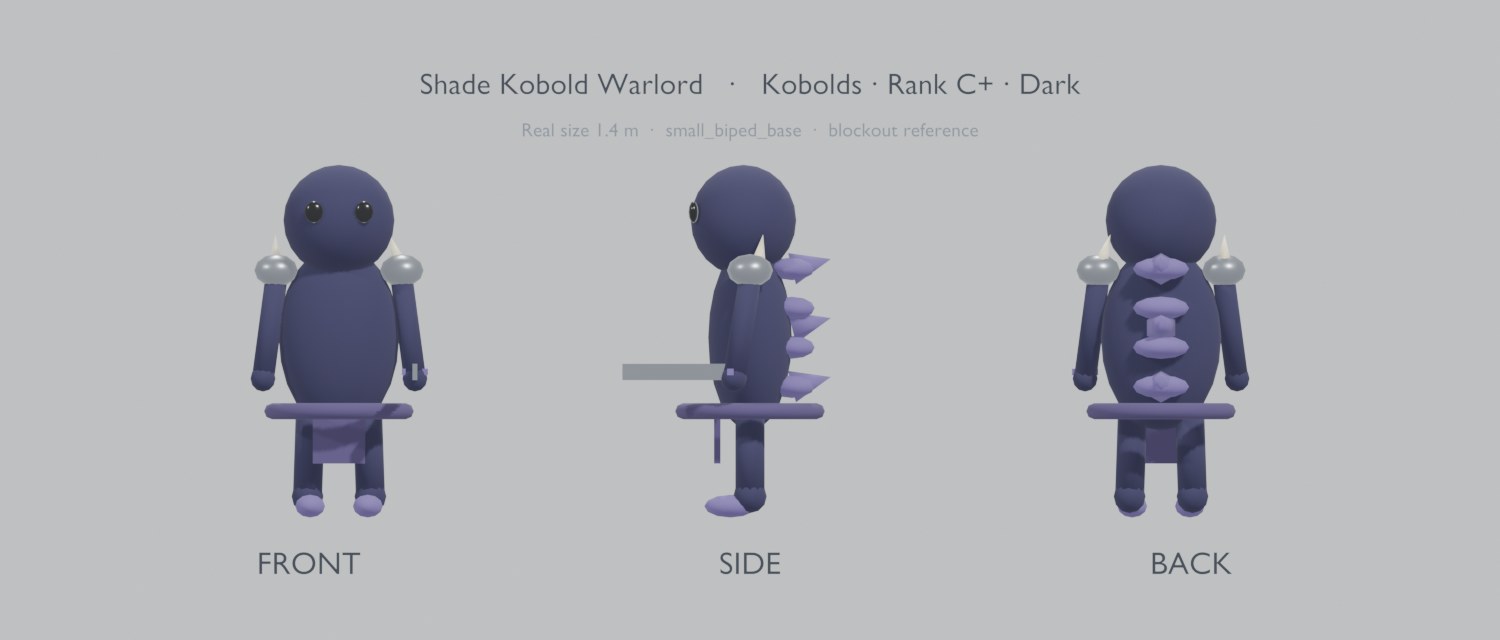 Shade Kobold Warlord · Kobolds · Rank C+ · Dark
Real size 1.4 m · small_biped_base · blockout reference
FRONT SIDE BACK